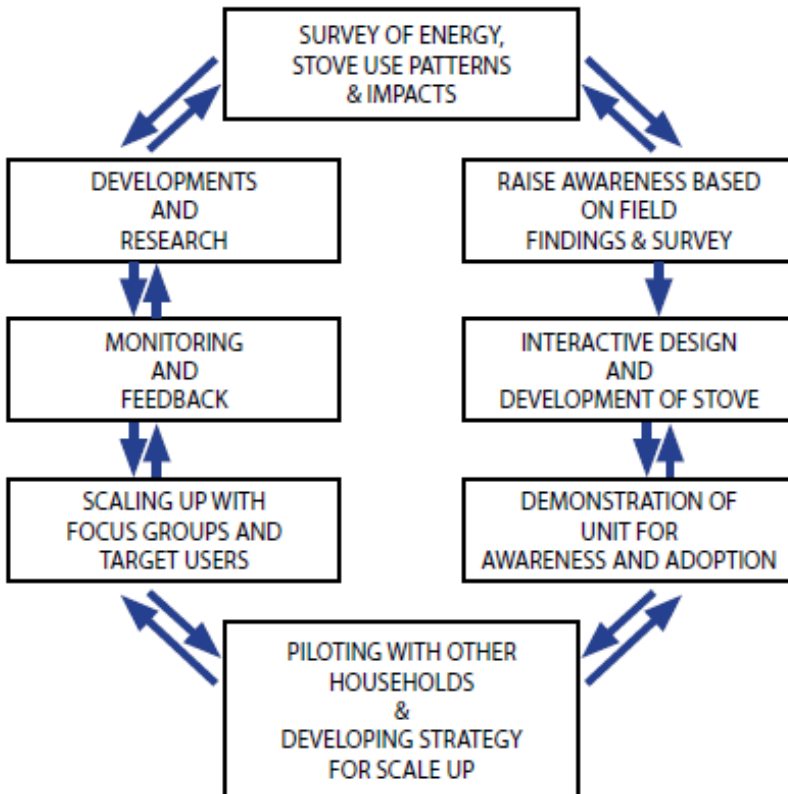 SURVEY OF ENERGY,
STOVE USE PATTERNS
& IMPACTS
DEVELOPMENTS
AND
RESEARCH
RAISE AWARENESS BASED
ON FIELD
FINDINGS & SURVEY
MONITORING
AND
FEEDBACK
INTERACTIVE DESIGN
AND
DEVELOPMENT OF STOVE
SCALING UP WITH
FOCUS GROUPS AND
TARGET USERS
DEMONSTRATION OF
UNIT FOR
AWARENESS AND ADOPTION
PILOTING WITH OTHER
HOUSEHOLDS
&
DEVELOPING STRATEGY
FOR SCALE UP